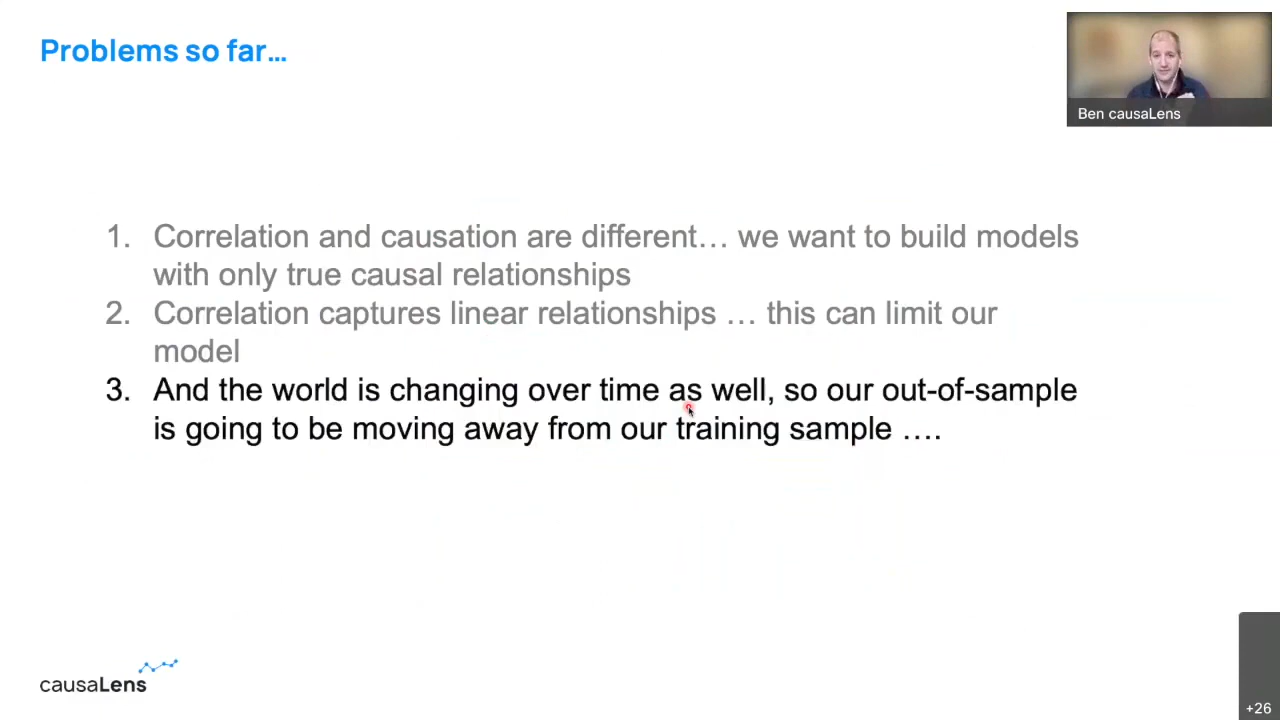 Problems so far...
Ben causaLens
1. Correlation and causation are different… we want to build models
with only true causal relationships
2. Correlation captures linear relationships … this can limit our
model
3. And the world is changing over time as well, so our out-of-sample
is going to be moving away from our training sample ….
causaLens
+26